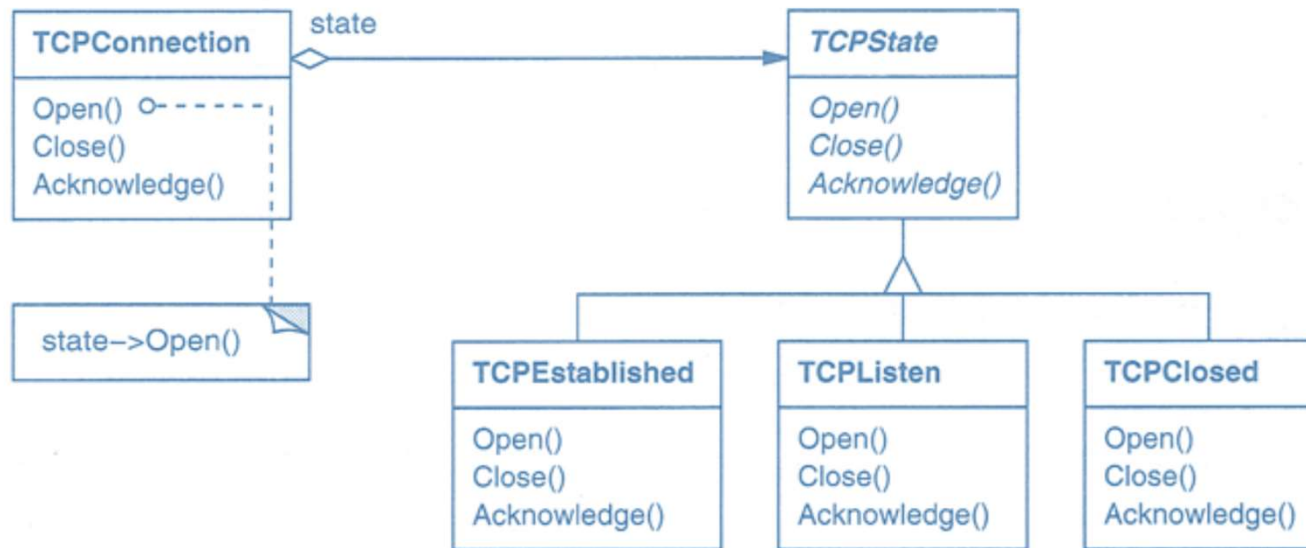 TCPConnection
Open()
Close()
Acknowledge()
state
TCPState
Open()
Close()
Acknowledge()
state–>Open()
TCPEstablished
Open()
Close()
Acknowledge()
TCPListen
Open()
Close()
Acknowledge()
TCPClosed
Open()
Close()
Acknowledge()